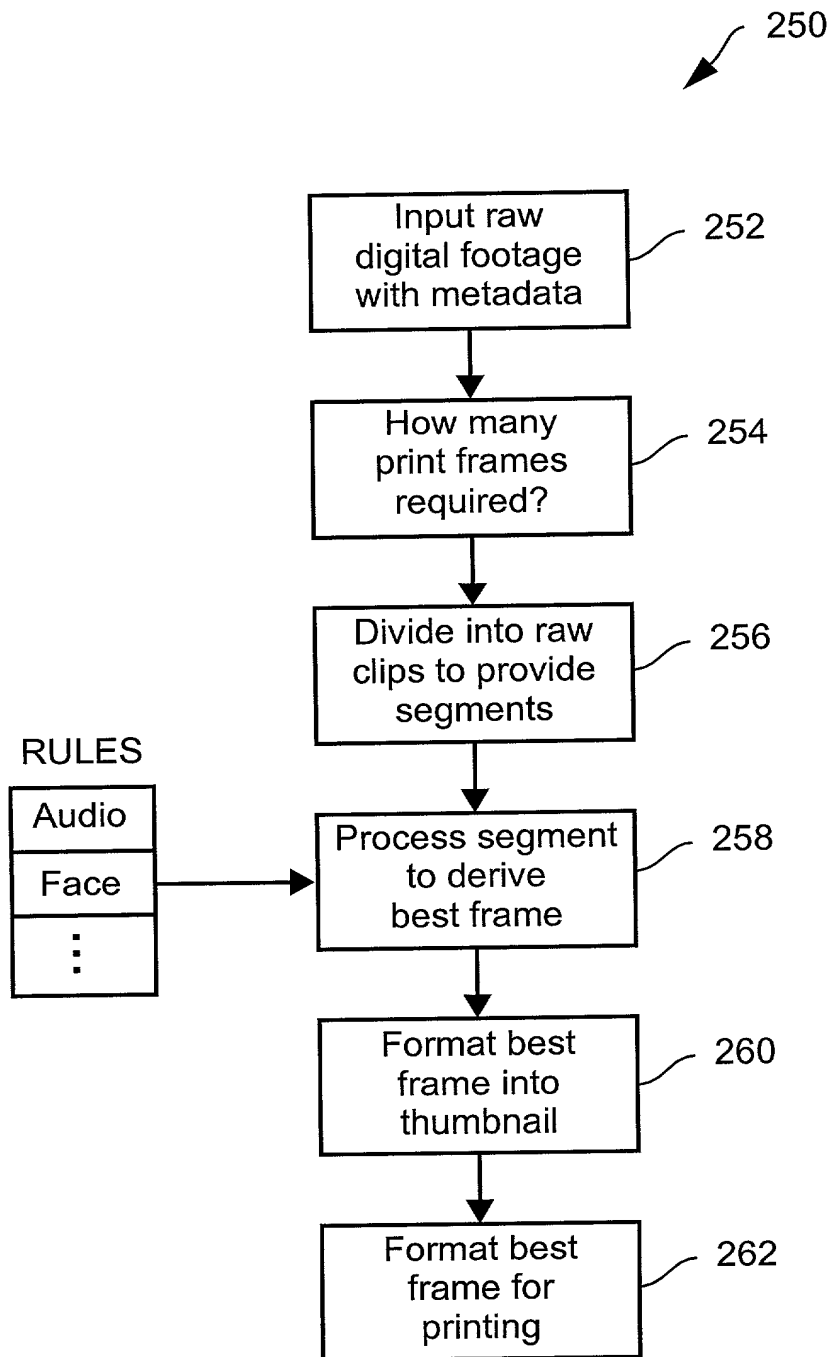 250
Input raw
digital footage
with metadata
252
How many
print frames
required?
254
Divide into raw
clips to provide
segments
256
RULES
Audio
Face
Process segment
to derive
best frame
258
Format best
frame into
thumbnail
260
Format best
frame for
printing
262